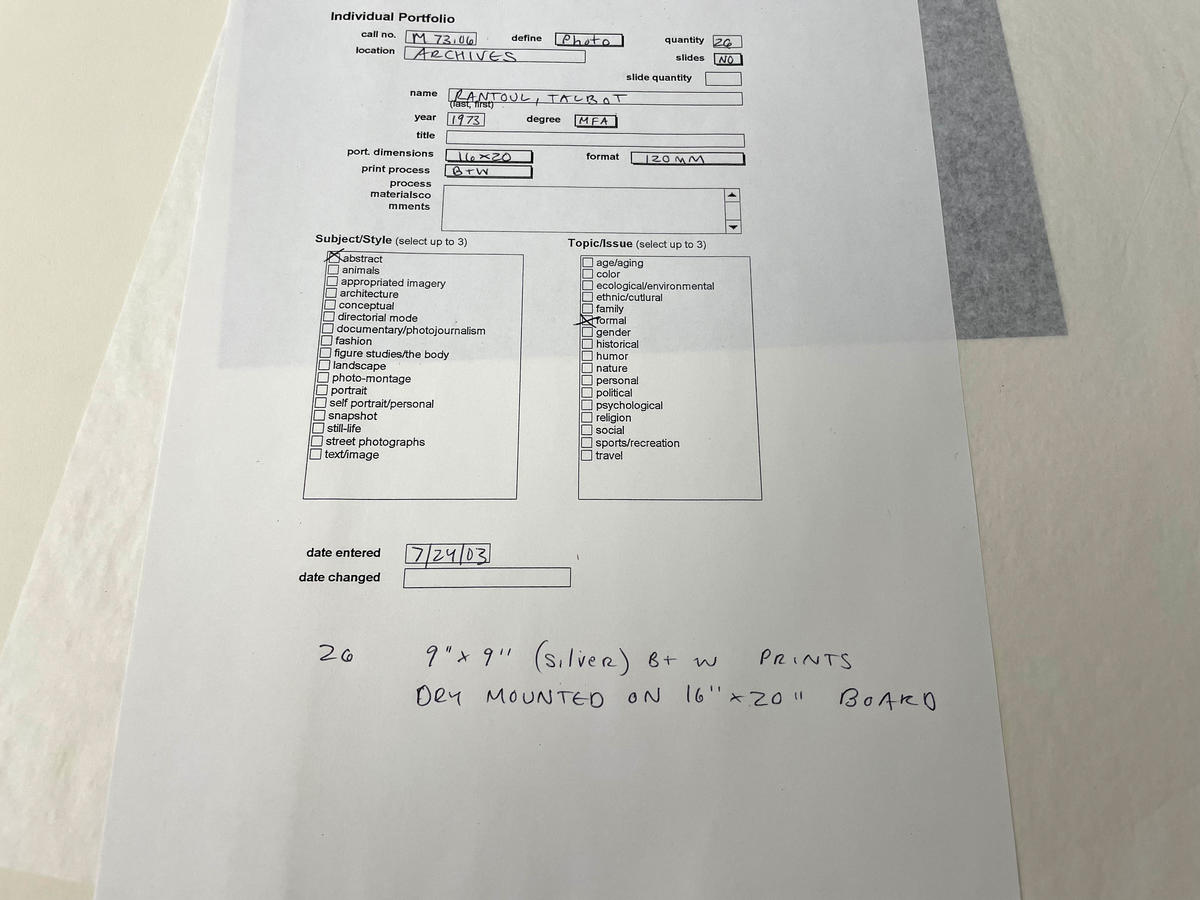 Individual Portfolio
call no. M 73.06 define Photo quantity 26
location ARCHIVES slides NO
slide quantity
name RANTOUL, TALBOT
(last, first)
year 1973 degree MFA
title
port. dimensions 16x20 format 120MM
print process B+W
process
materialsco
mments
Subject/Style (select up to 3)
abstract
animals
appropriated imagery
architecture
conceptual
directorial mode
documentary/photojournalism
fashion
figure studies/the body
landscape
photo-montage
portrait
self portrait/personal
snapshot
still-life
street photographs
text/image
Topic/Issue (select up to 3)
age/aging
color
ecological/environmental
ethnic/cutlural
family
formal
gender
historical
humor
nature
personal
political
psychological
religion
social
sports/recreation
travel
date entered 7/24/03
date changed
26 9" x 9" (SILVER) B+W PRINTS
DRY MOUNTED ON 16" x 20" BOARD